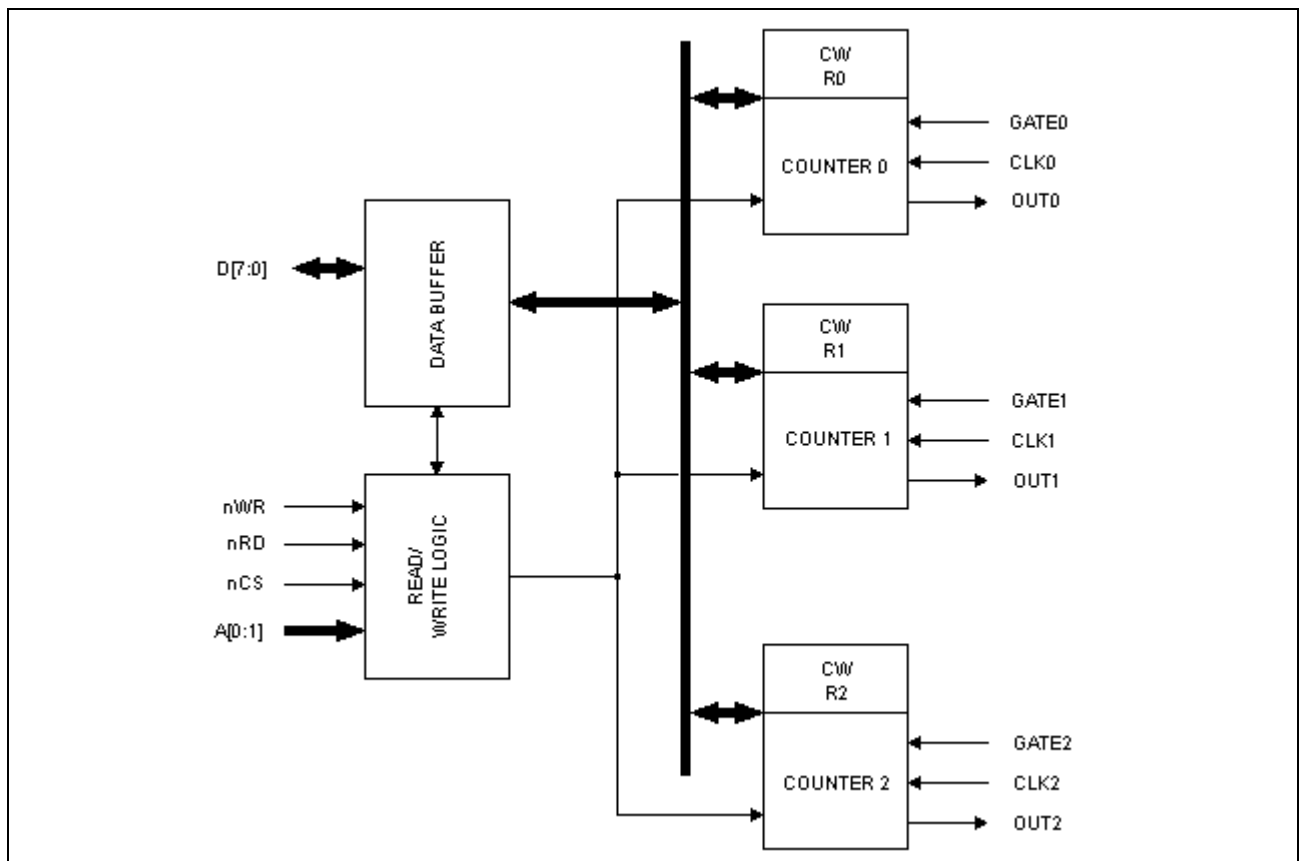 CW
R0
GATE0
CLK0
COUNTER 0
OUT0
D[7:0]
DATA BUFFER
CW
R1
GATE1
COUNTER 1
CLK1
OUT1
nWR
nRD
nCS
A[0:1]
READ/
WRITE LOGIC
CW
R2
GATE2
COUNTER 2
CLK2
OUT2